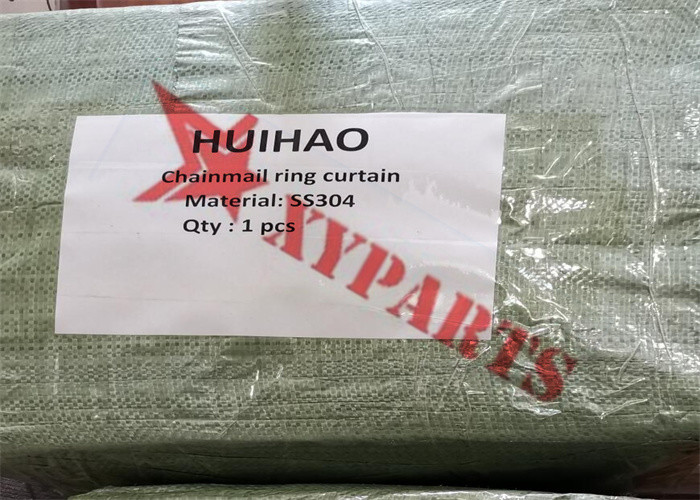 HUIHAO
Chainmail ring curtain
Material: SS304
Qty : 1 pcs
XYPARTS